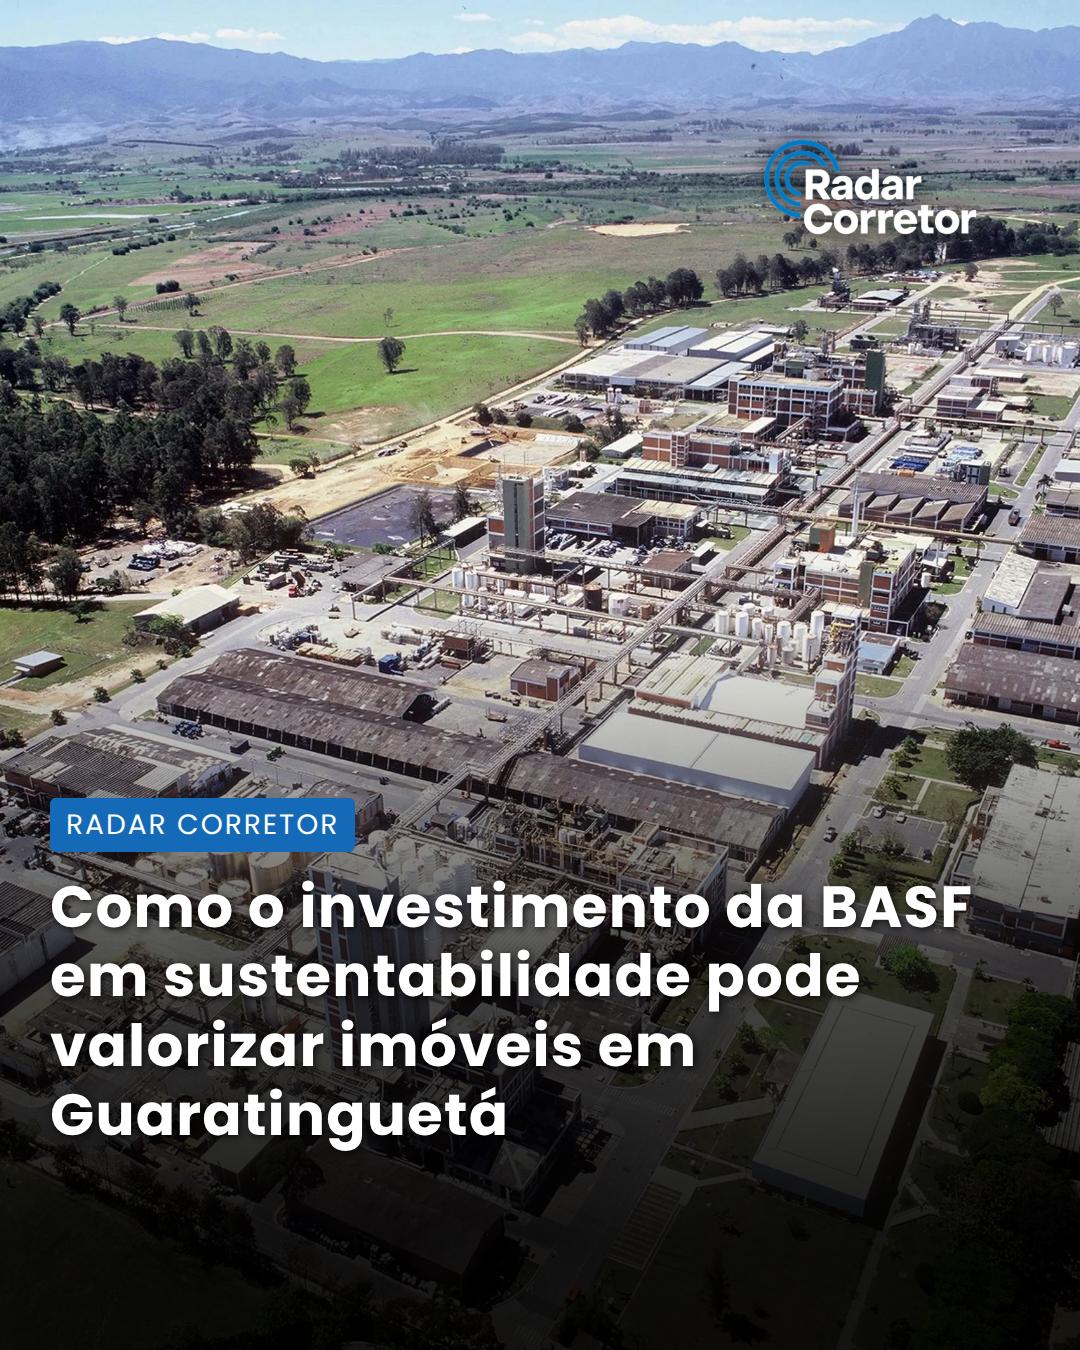 Radar
Corretor
RADAR CORRETOR
Como o investimento da BASF
em sustentabilidade pode
valorizar imóveis em
Guaratinguetá